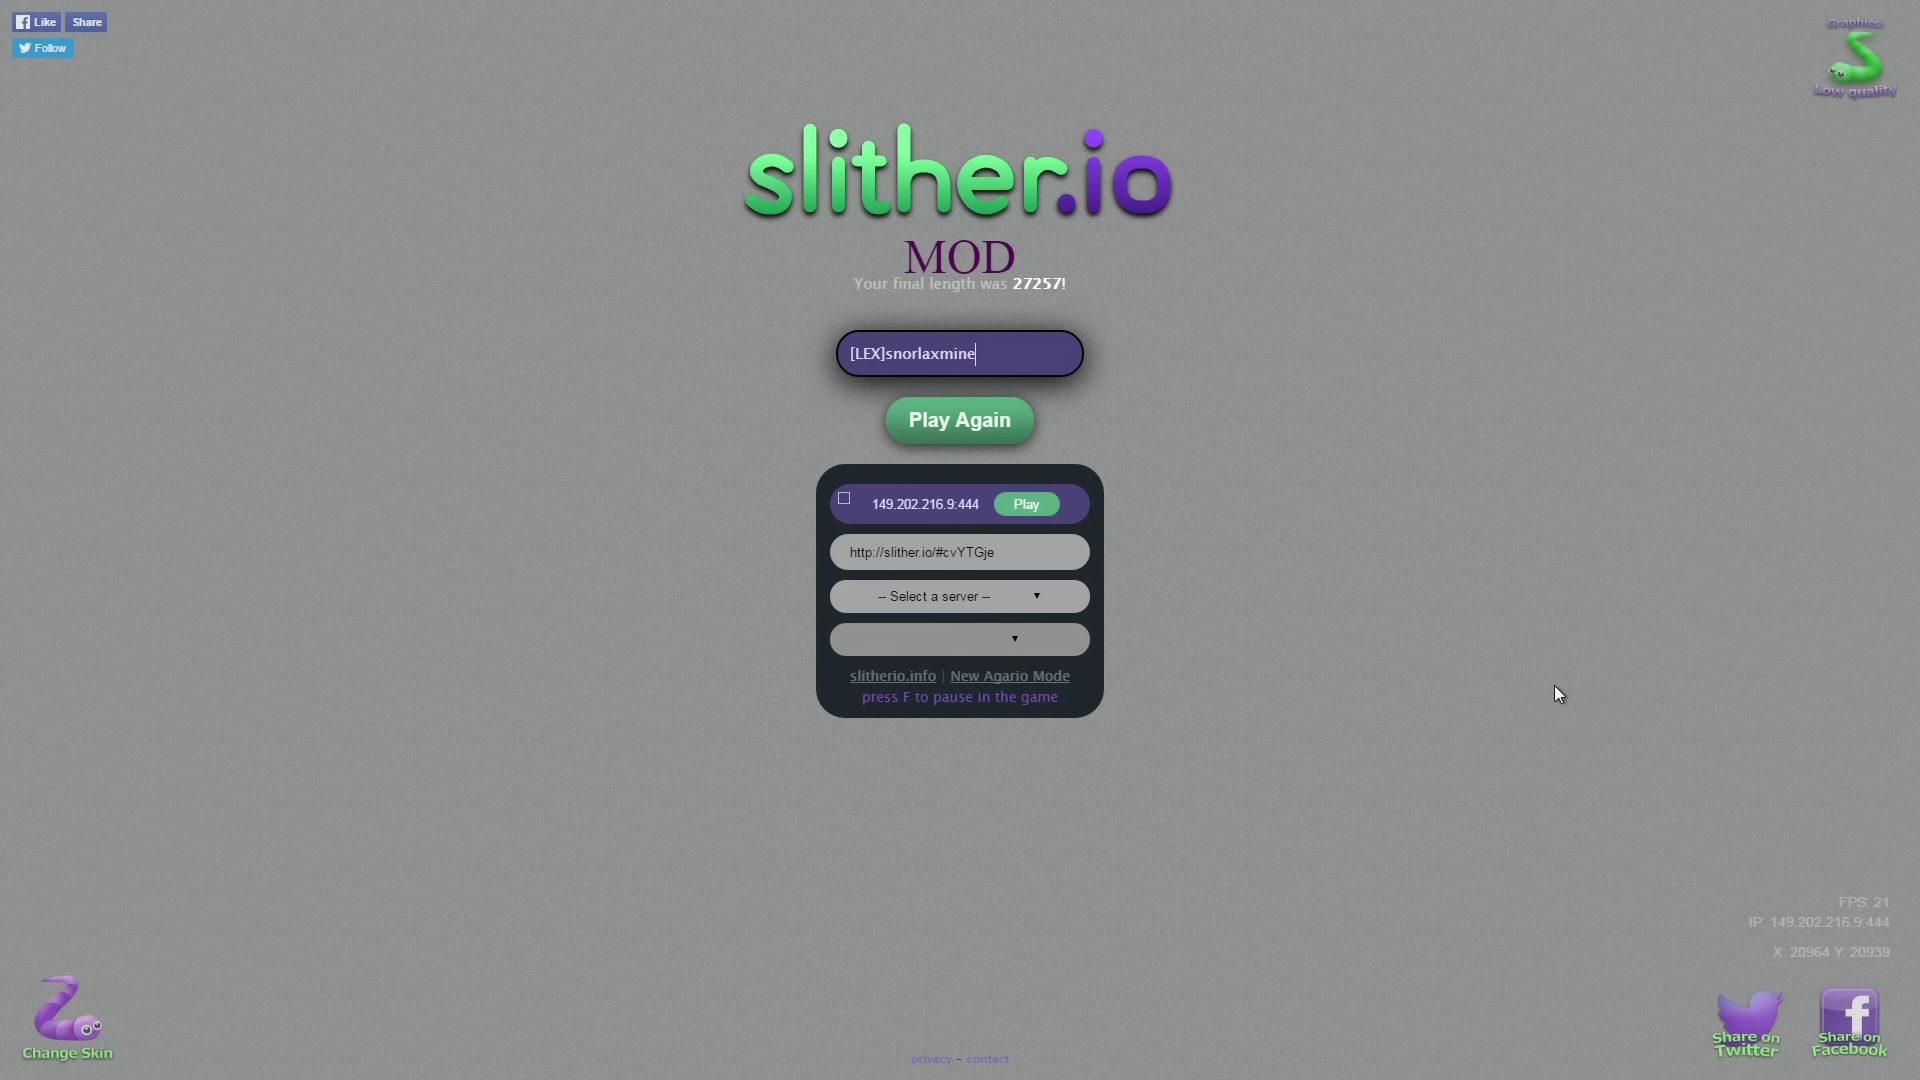 Like Share
Follow
Graphics:
Low quality
slither.io
MOD
Your final length was 27257!
[LEX]snorlaxmine
Play Again
149.202.216.9:444 Play
http://slither.io/#cvYTGje
-- Select a server --
slitherio.info | New Agario Mode
press F to pause in the game
FPS: 21
IP: 149.202.216.9:444
X: 20964 Y: 20939
Change Skin
Share on
Twitter
Share on
Facebook
privacy - contact